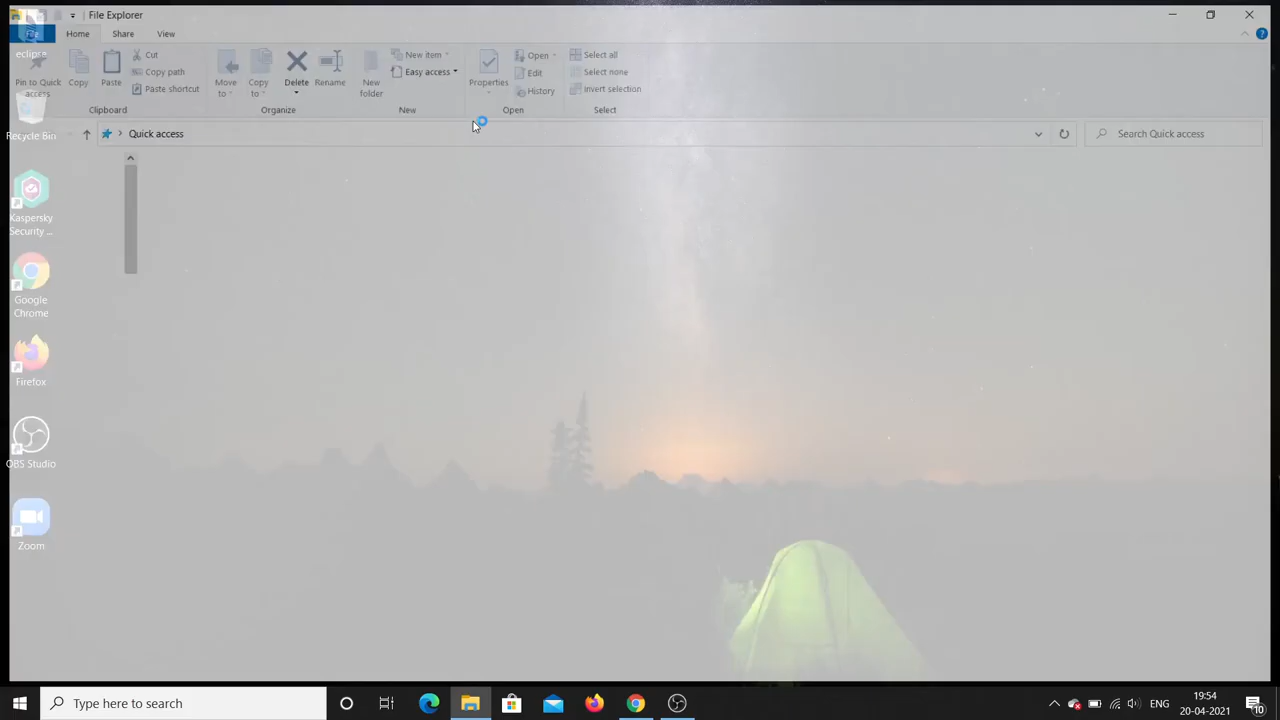 File Explorer
File
Home
Share
View
eclipse
Pin to Quick access
Copy
Paste
Cut
Copy path
Paste shortcut
Clipboard
Move to
Copy to
Delete
Rename
Organize
New folder
New item
Easy access
New
Properties
Open
Edit
History
Open
Select all
Select none
Invert selection
Select
Quick access
Search Quick access
Recycle Bin
Kaspersky Security ...
Google Chrome
Firefox
OBS Studio
Zoom
Type here to search
ENG
19:54
20-04-2021
10